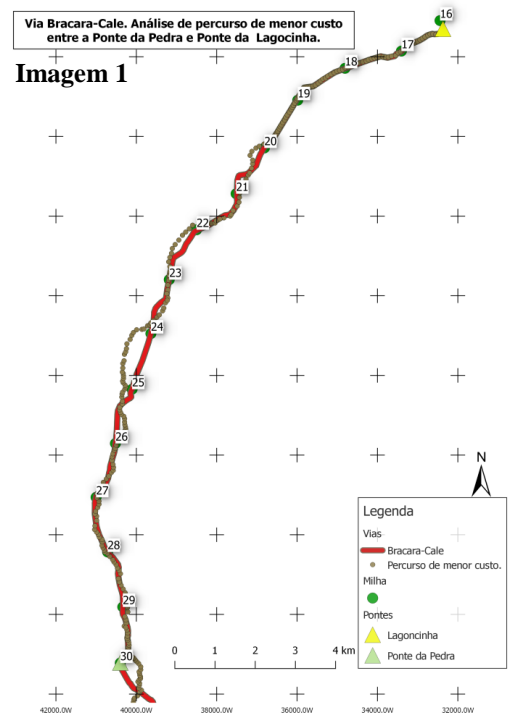 Via Bracara-Cale. Análise de percurso de menor custo
entre a Ponte da Pedra e Ponte da Lagocinha.
Imagem 1
16
17
18
19
20
21
22
23
24
25
26
27
28
29
30
N
Legenda
Vias
Bracara-Cale
Percurso de menor custo.
Milha
Pontes
Lagoncinha
Ponte da Pedra
0 1 2 3 4 km
42000.0W 40000.0W 38000.0W 36000.0W 34000.0W 32000.0W